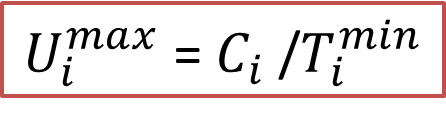 U_i^{max} = C_i /T_i^{min}